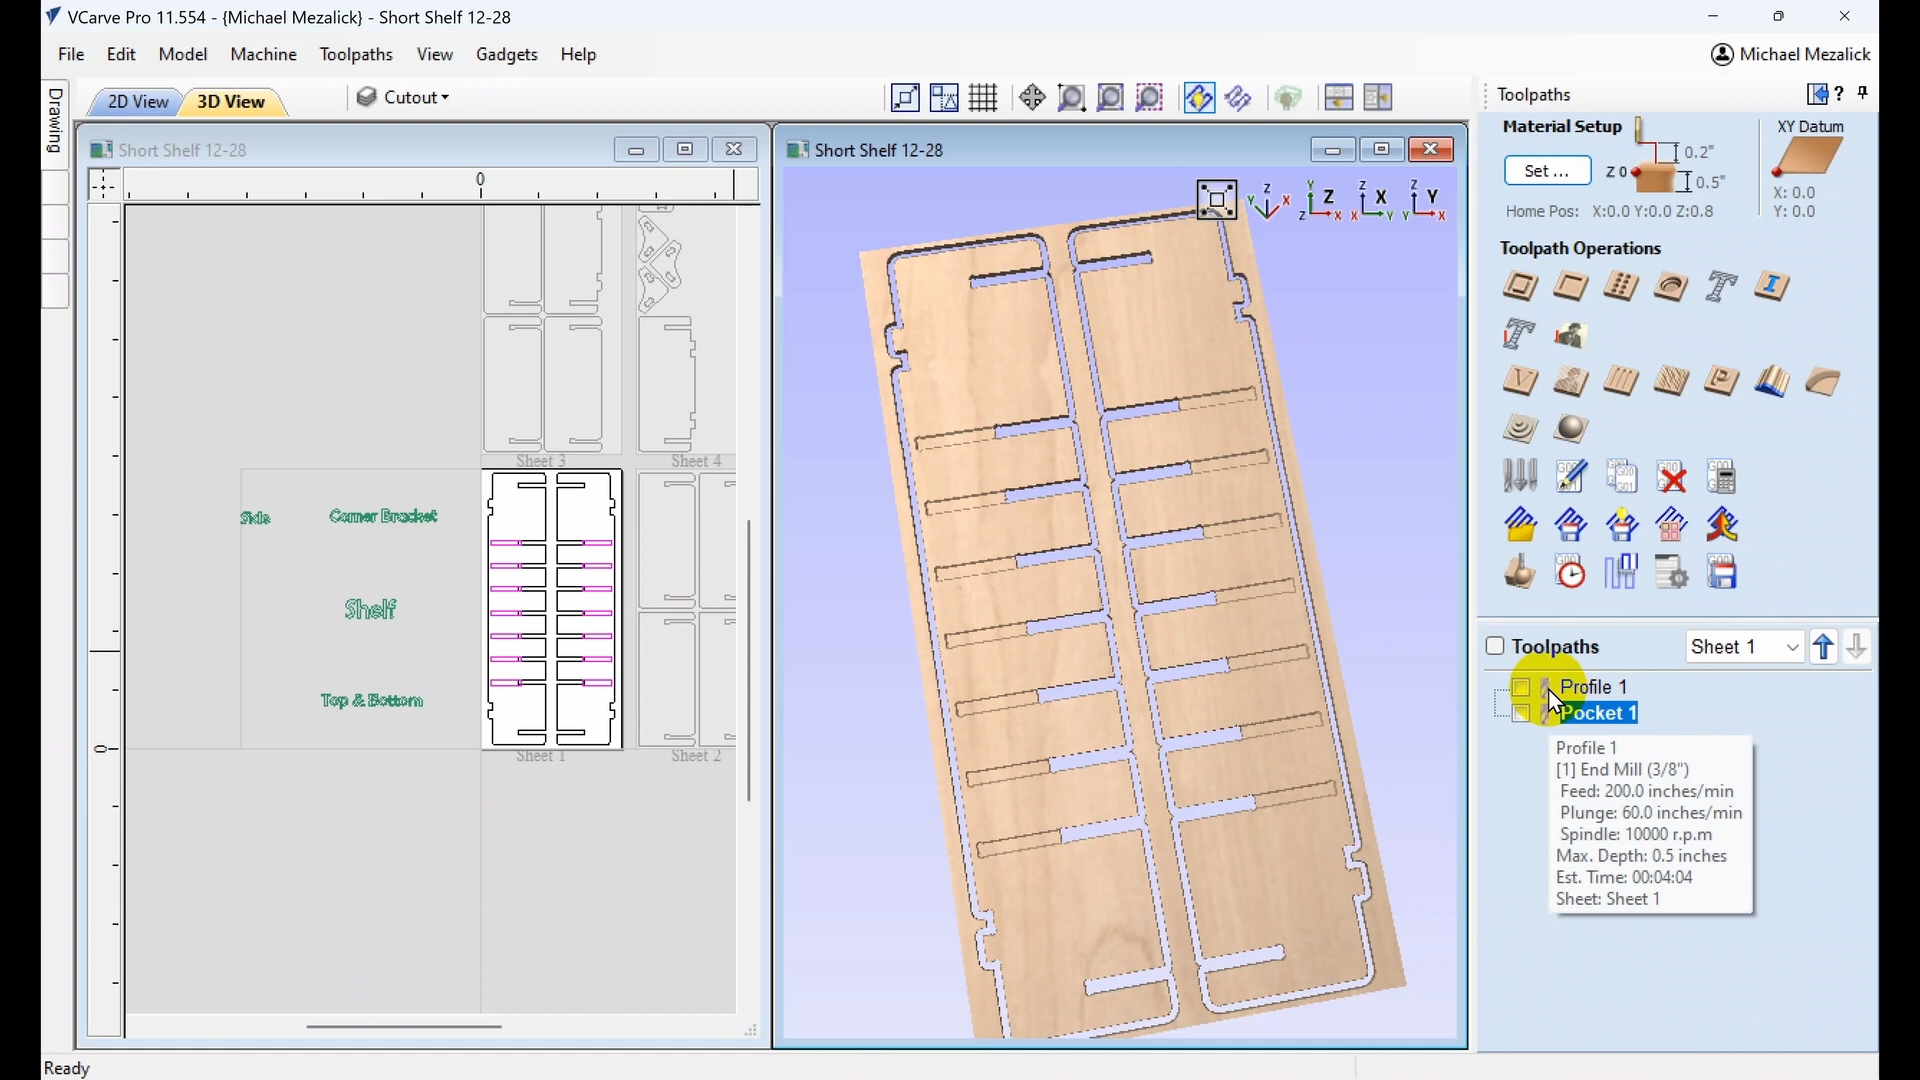 VCarve Pro 11.554 - {Michael Mezalick} - Short Shelf 12-28
File Edit Model Machine Toolpaths View Gadgets Help
Michael Mezalick
Drawing
2D View 3D View Cutout
Toolpaths ?
Short Shelf 12-28
Short Shelf 12-28
Material Setup
XY Datum
0.2"
Set ...
Z 0
0.5"
X: 0.0
Y: 0.0
Home Pos: X:0.0 Y:0.0 Z:0.8
0
Z Y X
Y Z Z X
Z X X Y
Z Y Y X
Toolpath Operations
Sheet 3 Sheet 4
Side Corner Bracket
Shelf
Top & Bottom
0
Sheet 1 Sheet 2
Toolpaths Sheet 1
Profile 1
Pocket 1
Profile 1
[1] End Mill (3/8")
Feed: 200.0 inches/min
Plunge: 60.0 inches/min
Spindle: 10000 r.p.m
Max. Depth: 0.5 inches
Est. Time: 00:04:04
Sheet: Sheet 1
Ready